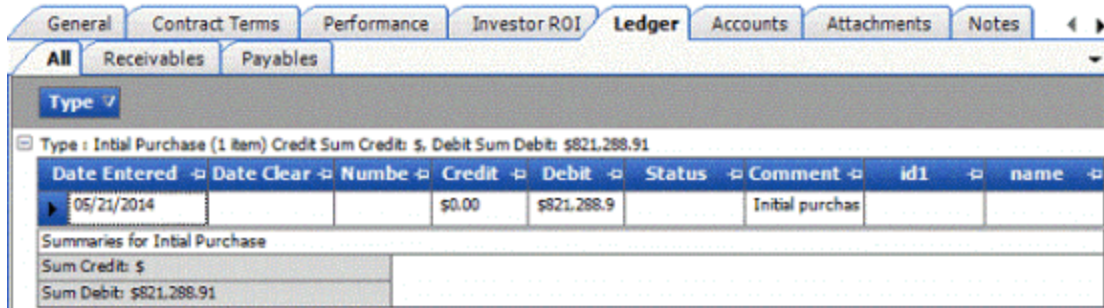 General Contract Terms Performance Investor ROI Ledger Accounts Attachments Notes
All Receivables Payables
Type
Type : Intial Purchase (1 item) Credit Sum Credit: $, Debit Sum Debit: $821,288.91
Date Entered Date Clear Numbe Credit Debit Status Comment id1 name
05/21/2014 $0.00 $821,288.9 Initial purchas
Summaries for Intial Purchase
Sum Credit: $
Sum Debit: $821,288.91